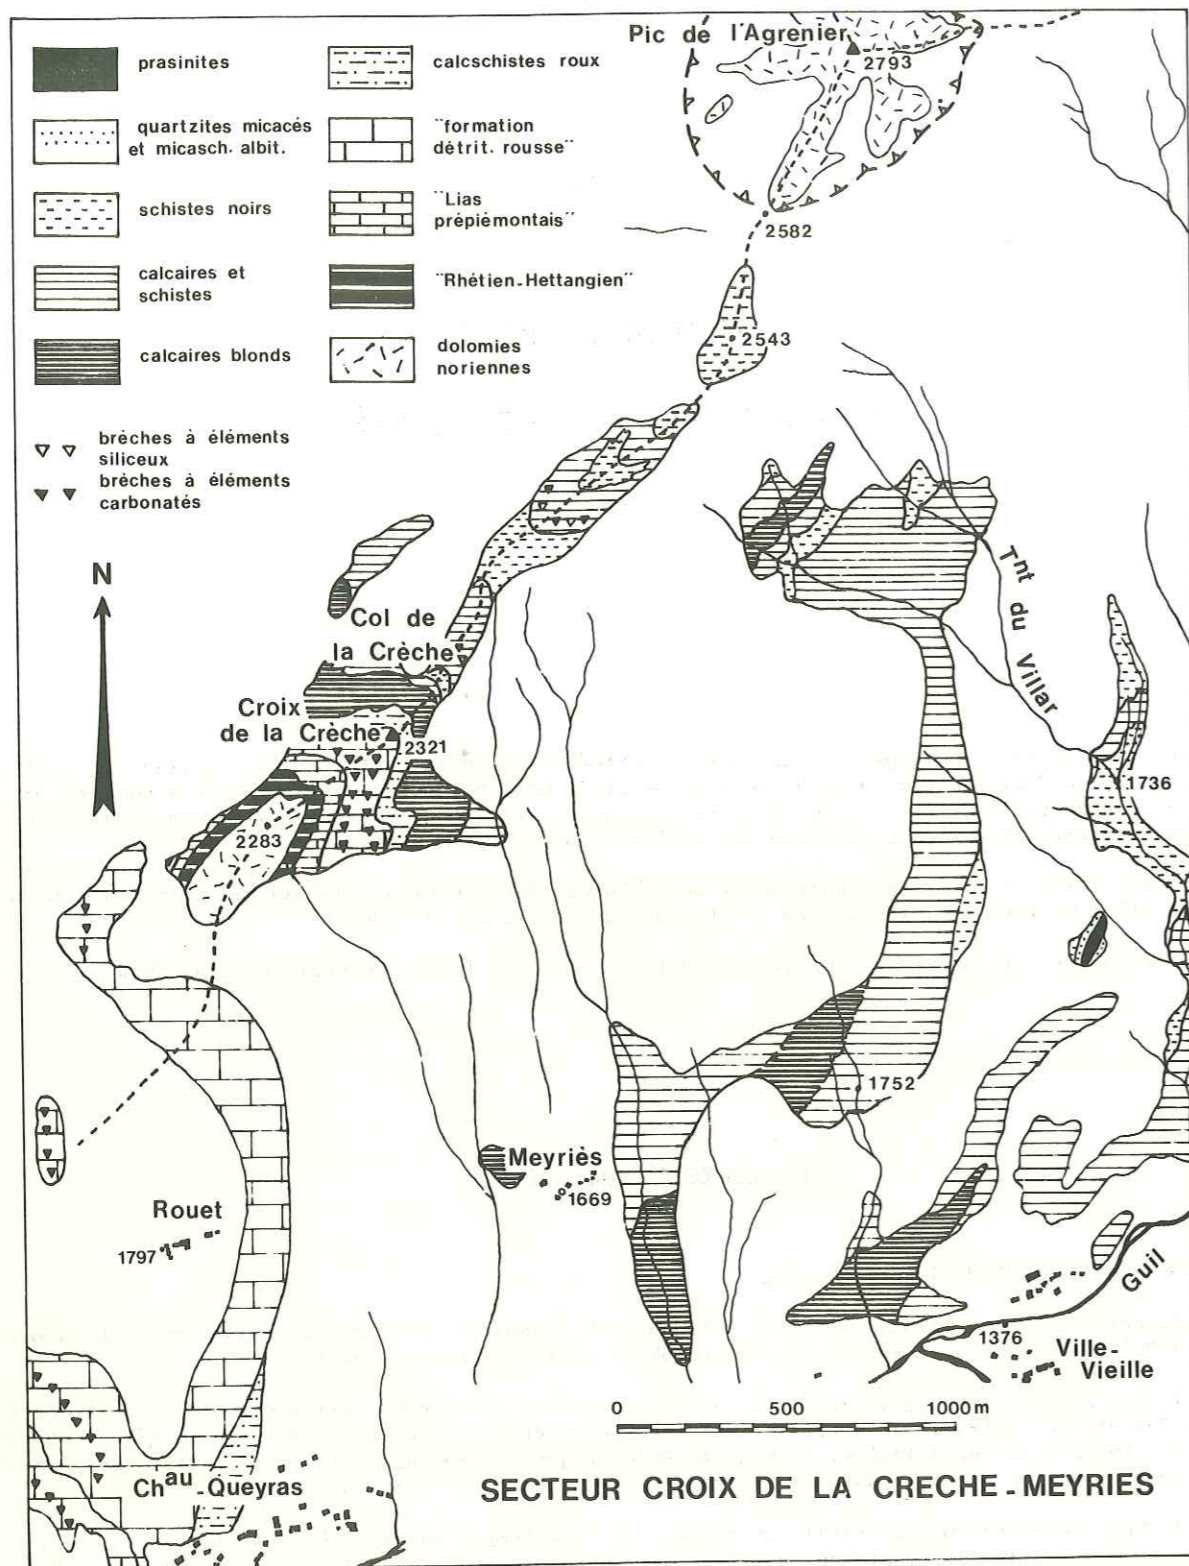 prasinites
quartzites micacés
et micasch. albit.
schistes noirs
calcaires et
schistes
calcaires blonds
brèches à éléments
siliceux
brèches à éléments
carbonatés
calcschistes roux
"formation
détrit. rousse"
"Lias
prépiémontais"
"Rhétien-Hettangien"
dolomies
noriennes
Pic de l'Agrenier
2793
2582
2543
N
Col de
la Crèche
Croix
de la Crèche
2321
2283
Tnt du Villar
1736
1752
Meyriès
1669
Rouet
1797
Guil
1376
Ville-
Vieille
0 500 1000 m
Chau-Queyras
SECTEUR CROIX DE LA CRECHE - MEYRIES